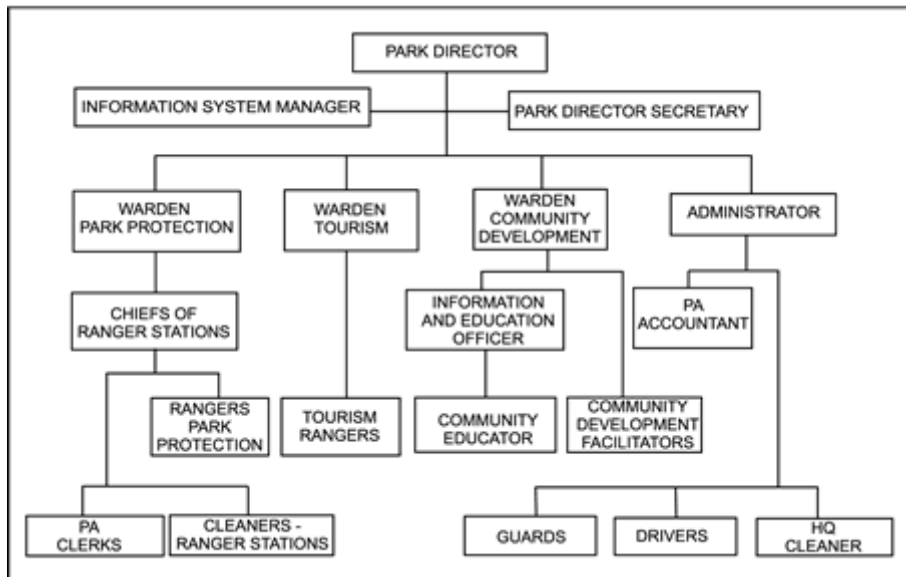 PARK DIRECTOR
INFORMATION SYSTEM MANAGER
PARK DIRECTOR SECRETARY
WARDEN
PARK PROTECTION
WARDEN
TOURISM
WARDEN
COMMUNITY
DEVELOPMENT
ADMINISTRATOR
CHIEFS OF
RANGER STATIONS
INFORMATION
AND EDUCATION
OFFICER
PA
ACCOUNTANT
RANGERS
PARK
PROTECTION
TOURISM
RANGERS
COMMUNITY
EDUCATOR
COMMUNITY
DEVELOPMENT
FACILITATORS
PA
CLERKS
CLEANERS -
RANGER STATIONS
GUARDS
DRIVERS
HQ
CLEANER